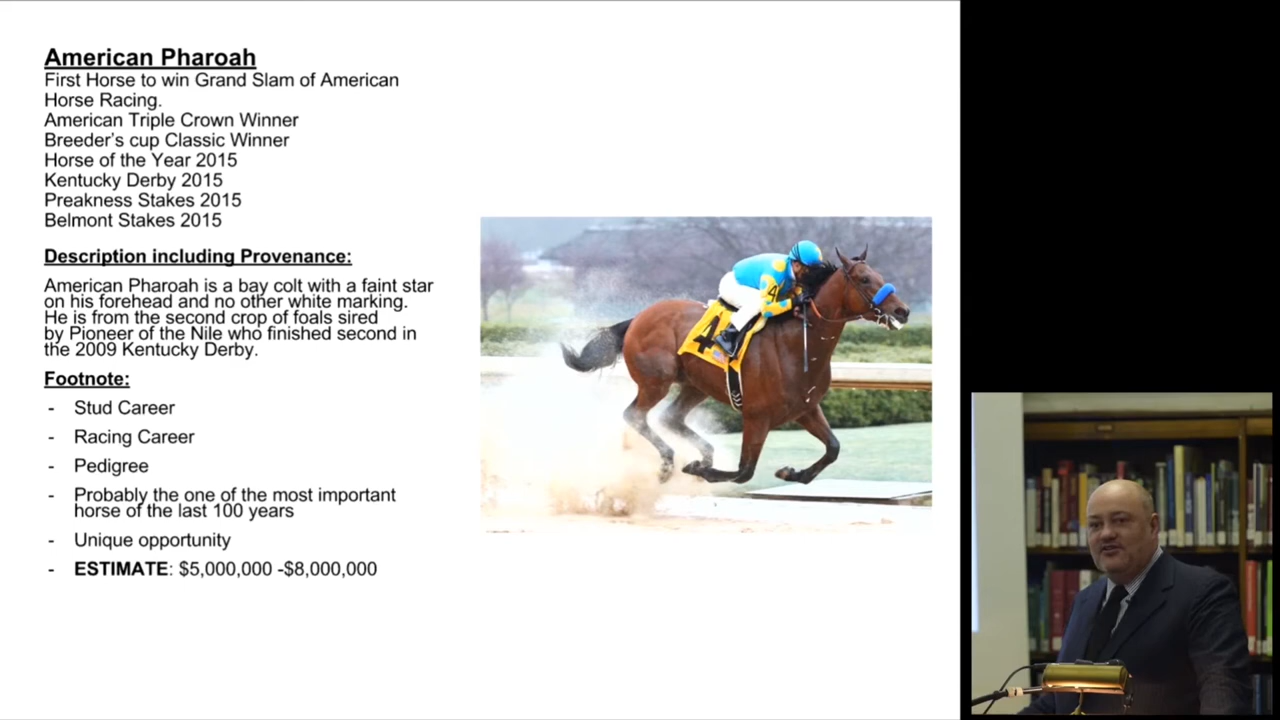 American Pharoah
First Horse to win Grand Slam of American
Horse Racing.
American Triple Crown Winner
Breeder's cup Classic Winner
Horse of the Year 2015
Kentucky Derby 2015
Preakness Stakes 2015
Belmont Stakes 2015
Description including Provenance:
American Pharoah is a bay colt with a faint star
on his forehead and no other white marking.
He is from the second crop of foals sired
by Pioneer of the Nile who finished second in
the 2009 Kentucky Derby.
Footnote:
- Stud Career
- Racing Career
- Pedigree
- Probably the one of the most important
horse of the last 100 years
- Unique opportunity
- ESTIMATE: $5,000,000 -$8,000,000
4
4